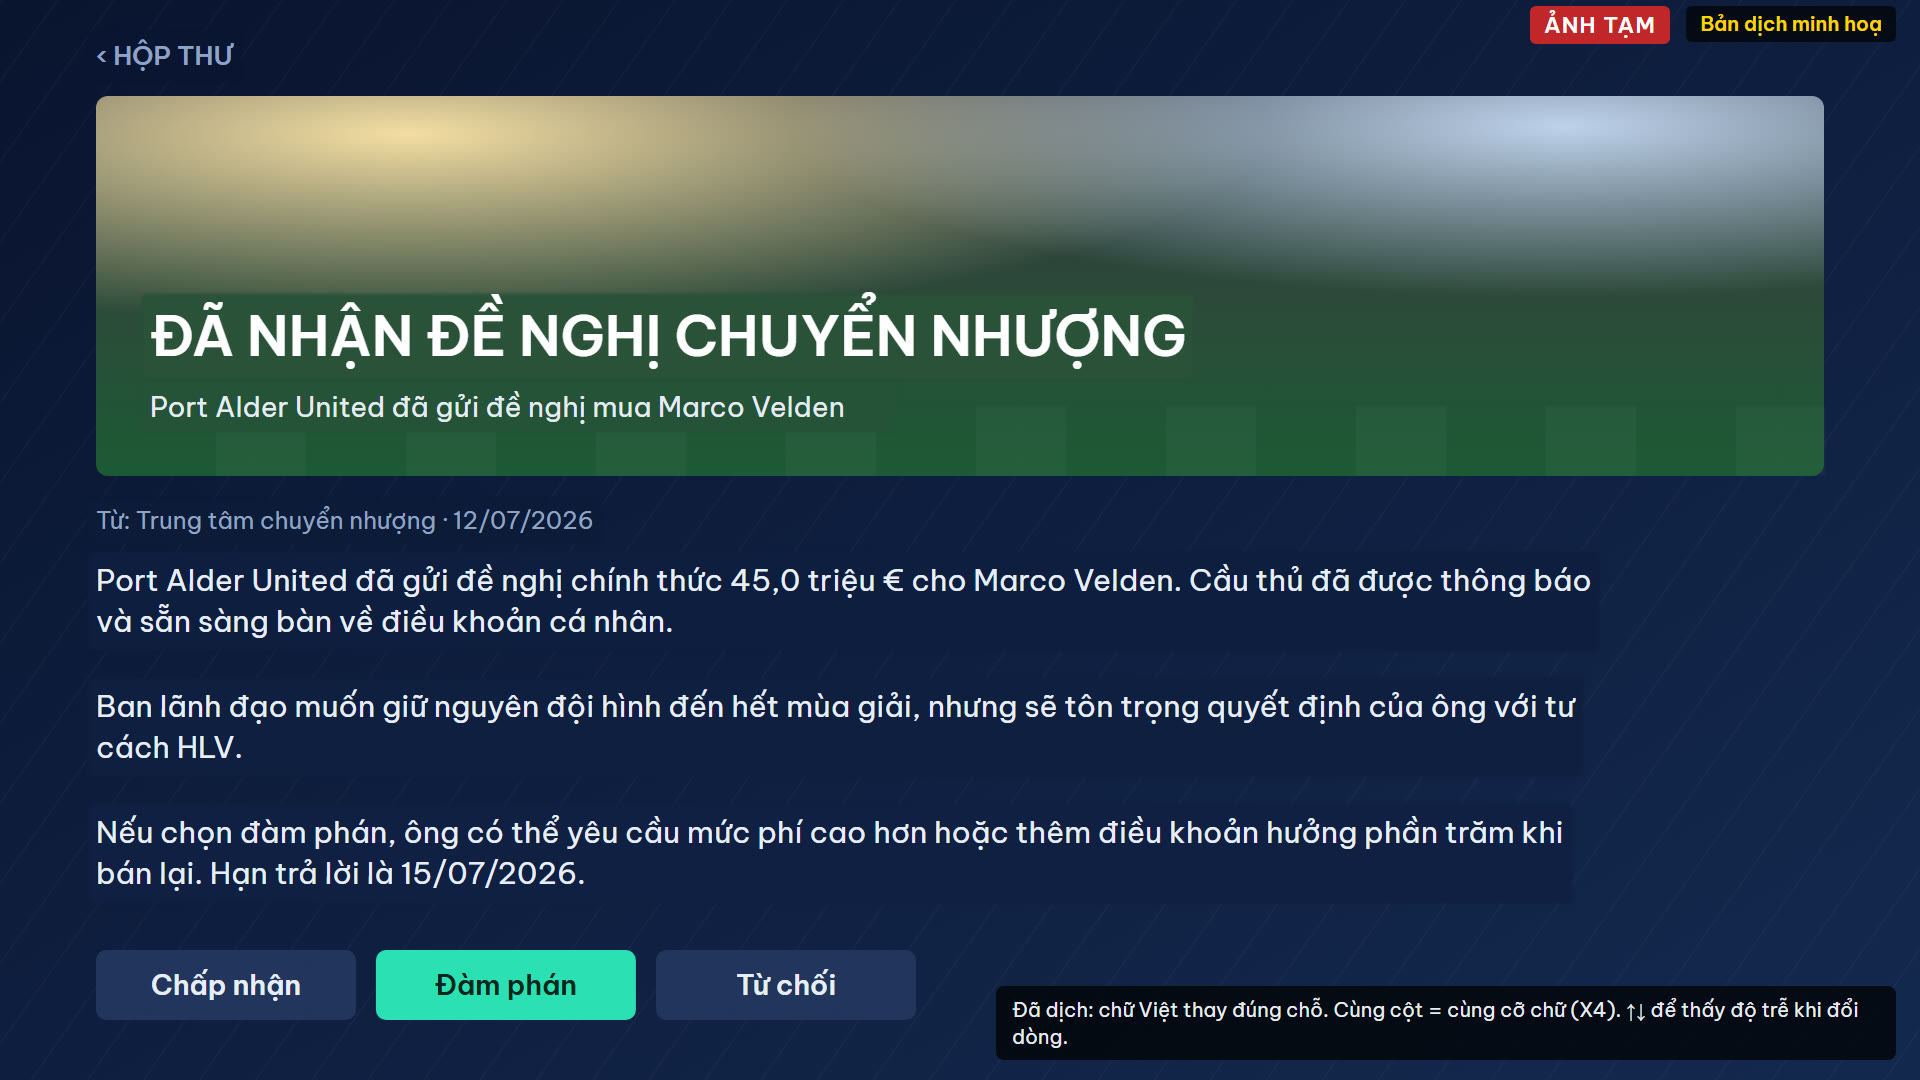 ẢNH TẠM
Bản dịch minh hoạ
‹ HỘP THƯ
ĐÃ NHẬN ĐỀ NGHỊ CHUYỂN NHƯỢNG
Port Alder United đã gửi đề nghị mua Marco Velden
Từ: Trung tâm chuyển nhượng · 12/07/2026
Port Alder United đã gửi đề nghị chính thức 45,0 triệu € cho Marco Velden. Cầu thủ đã được thông báo
và sẵn sàng bàn về điều khoản cá nhân.
Ban lãnh đạo muốn giữ nguyên đội hình đến hết mùa giải, nhưng sẽ tôn trọng quyết định của ông với tư
cách HLV.
Nếu chọn đàm phán, ông có thể yêu cầu mức phí cao hơn hoặc thêm điều khoản hưởng phần trăm khi
bán lại. Hạn trả lời là 15/07/2026.
Chấp nhận
Đàm phán
Từ chối
Đã dịch: chữ Việt thay đúng chỗ. Cùng cột = cùng cỡ chữ (X4). ↑↓ để thấy độ trễ khi đổi
dòng.